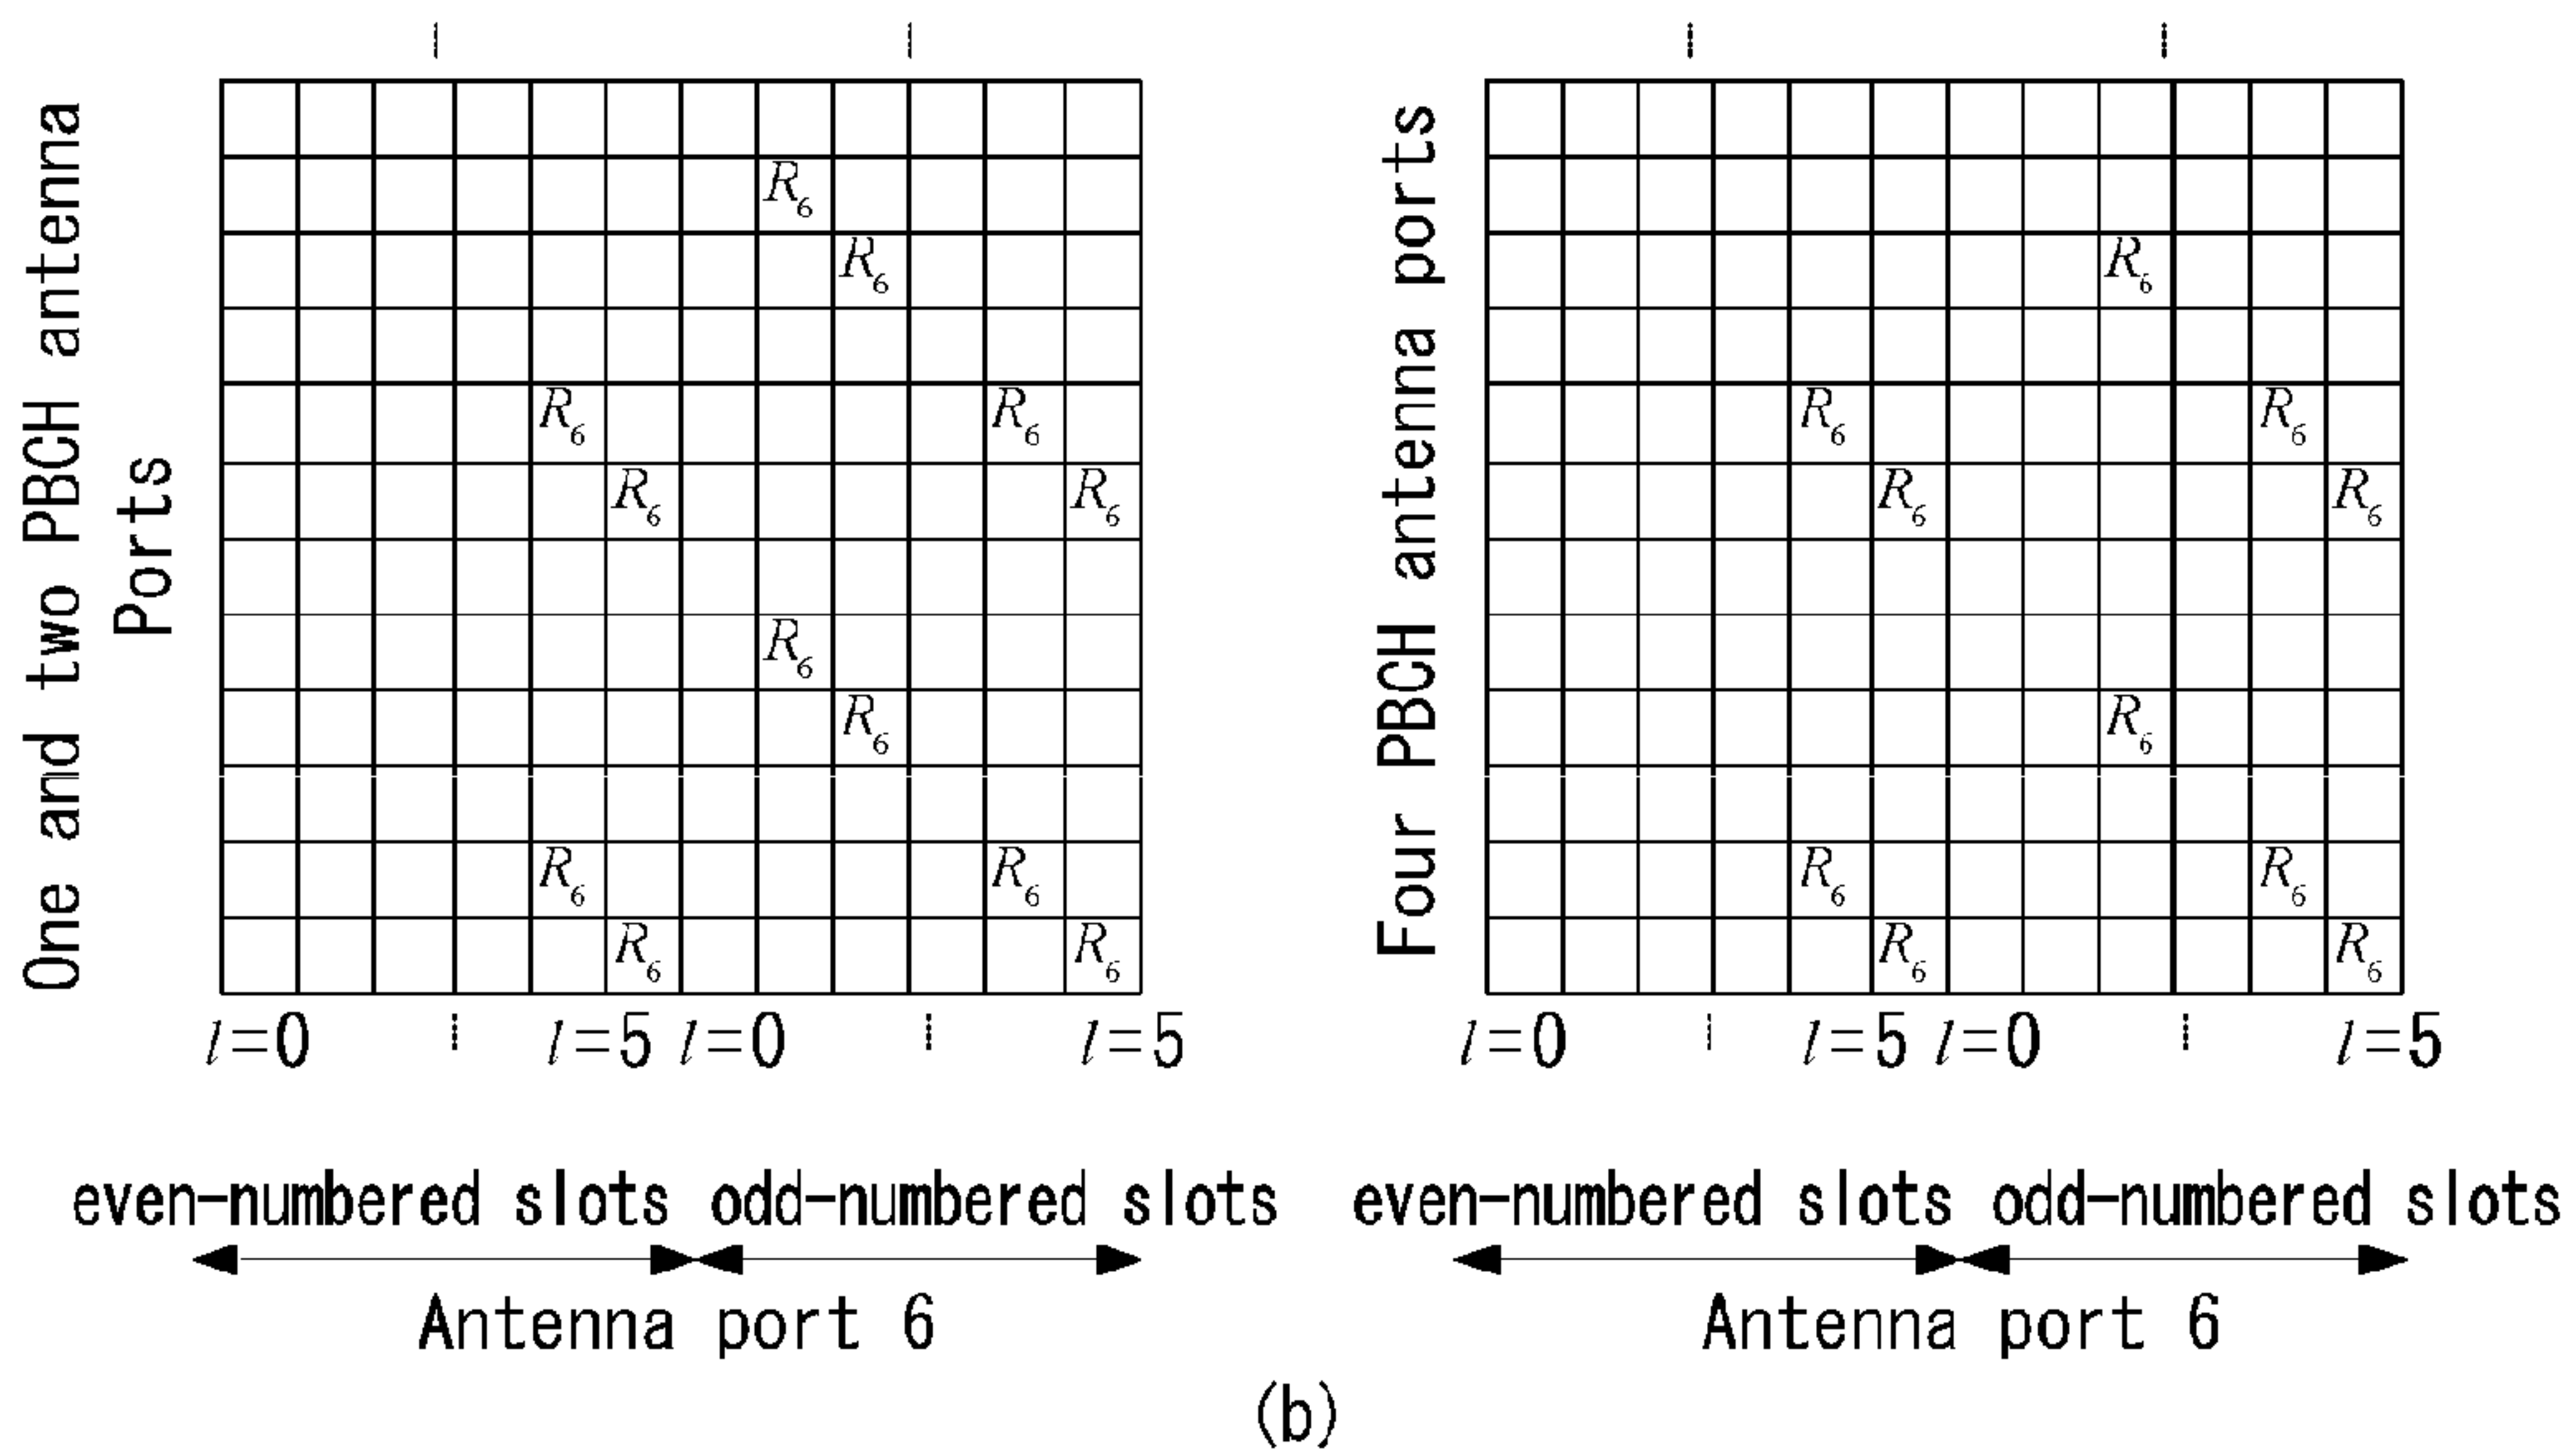 One and two PBCH antenna
Ports
R6
R6
R6 R6
R6 R6
R6
R6
R6 R6
R6 R6
l=0 l=5 l=0 l=5
even-numbered slots odd-numbered slots
Antenna port 6
Four PBCH antenna ports
R6
R6 R6
R6 R6
R6
R6 R6
R6 R6
l=0 l=5 l=0 l=5
even-numbered slots odd-numbered slots
Antenna port 6
(b)